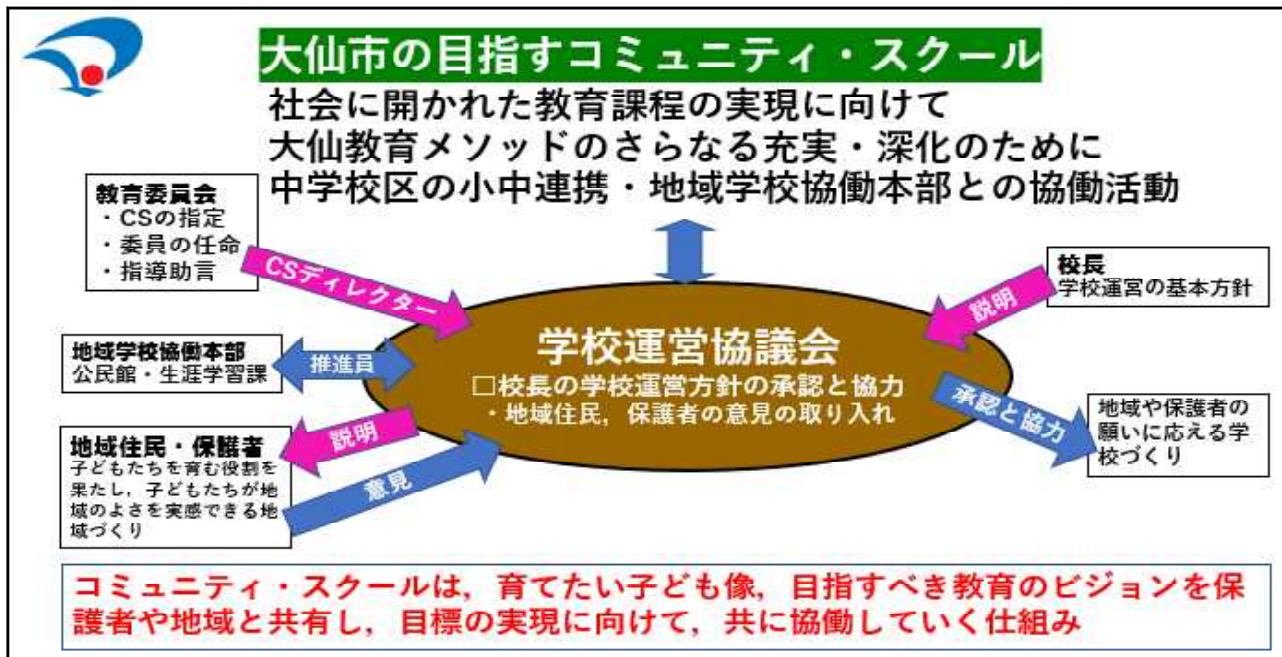 大仙市の目指すコミュニティ・スクール
社会に開かれた教育課程の実現に向けて
大仙教育メソッドのさらなる充実・深化のために
中学校区の小中連携・地域学校協働本部との協働活動
教育委員会
・CSの指定
・委員の任命
・指導助言
CSディレクター
校長
学校運営の基本方針
説明
学校運営協議会
□校長の学校運営方針の承認と協力
・地域住民，保護者の意見の取り入れ
地域学校協働本部
公民館・生涯学習課
推進員
承認と協力
地域や保護者の
願いに応える学
校づくり
地域住民・保護者
子どもたちを育む役割を
果たし，子どもたちが地
域のよさを実感できる地
域づくり
説明
意見
コミュニティ・スクールは，育てたい子ども像，目指すべき教育のビジョンを保
護者や地域と共有し，目標の実現に向けて，共に協働していく仕組み